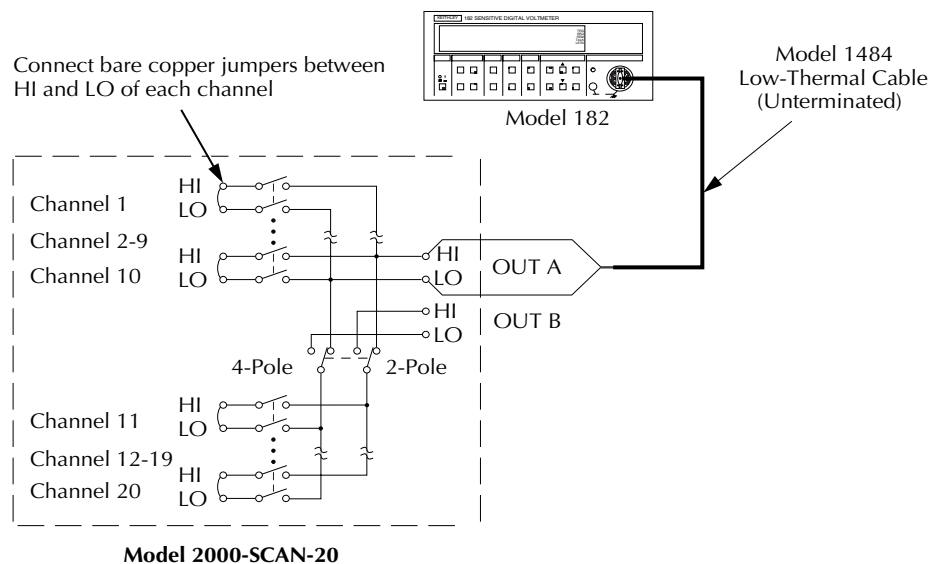 KEITHLEY 182 SENSITIVE DIGITAL VOLTMETER
Connect bare copper jumpers between
HI and LO of each channel
Model 182
Model 1484
Low-Thermal Cable
(Unterminated)
Channel 1
HI
LO
Channel 2-9
Channel 10
HI
LO
HI
LO
OUT A
HI
LO
OUT B
4-Pole
2-Pole
Channel 11
HI
LO
Channel 12-19
Channel 20
HI
LO
Model 2000-SCAN-20